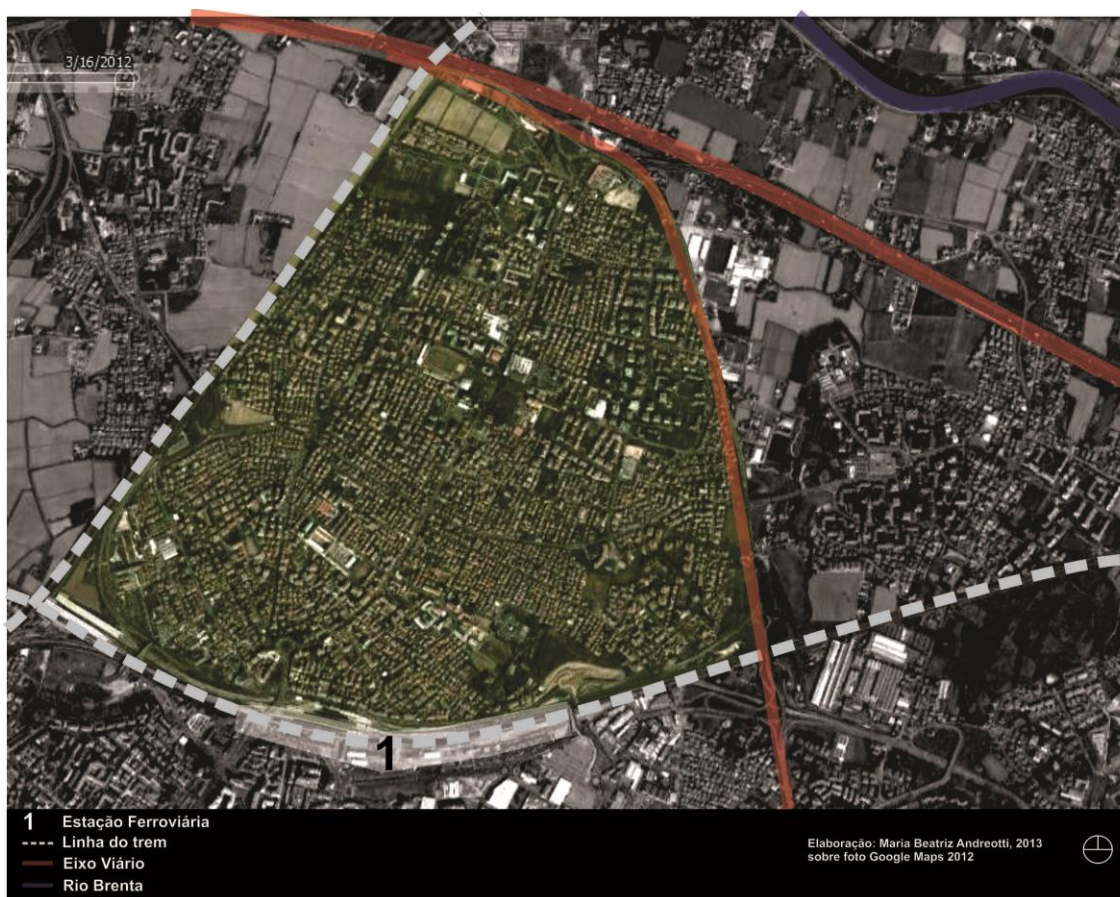 3/16/2012
1
1 Estação Ferroviária
Linha do trem
Eixo Viário
Rio Brenta
Elaboração: Maria Beatriz Andreotti, 2013
sobre foto Google Maps 2012